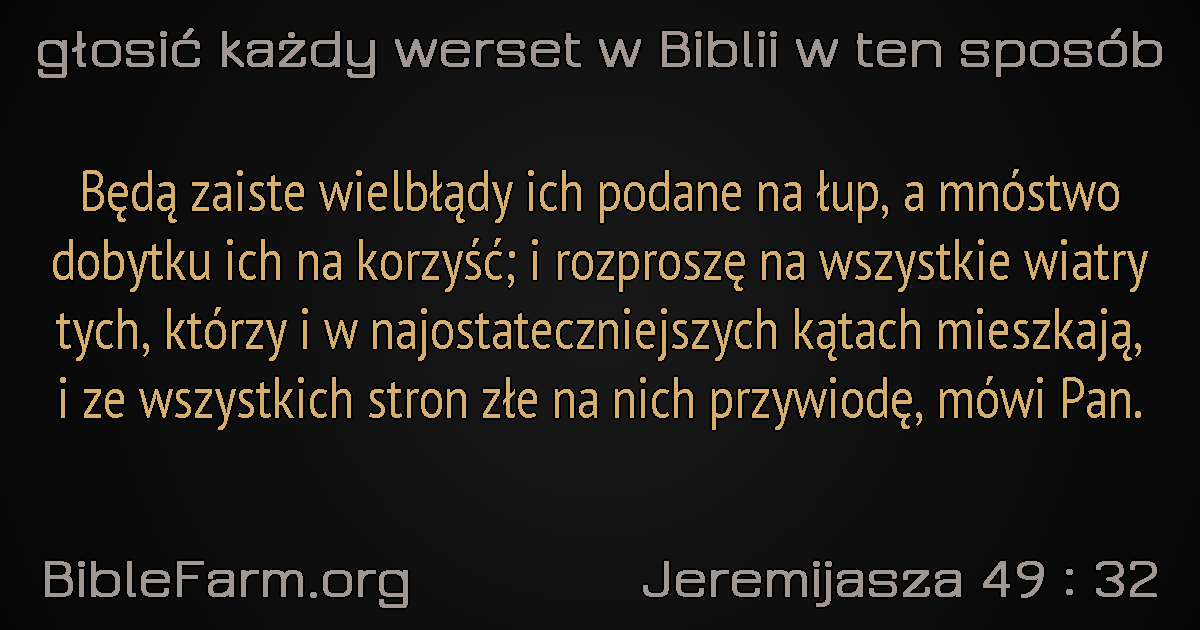 głosić każdy werset w Biblii w ten sposób
Będą zaiste wielbłądy ich podane na łup, a mnóstwo
dobytku ich na korzyść; i rozproszę na wszystkie wiatry
tych, którzy i w najostateczniejszych kątach mieszkają,
i ze wszystkich stron złe na nich przywiodę, mówi Pan.
BibleFarm.org
Jeremijasza 49 : 32